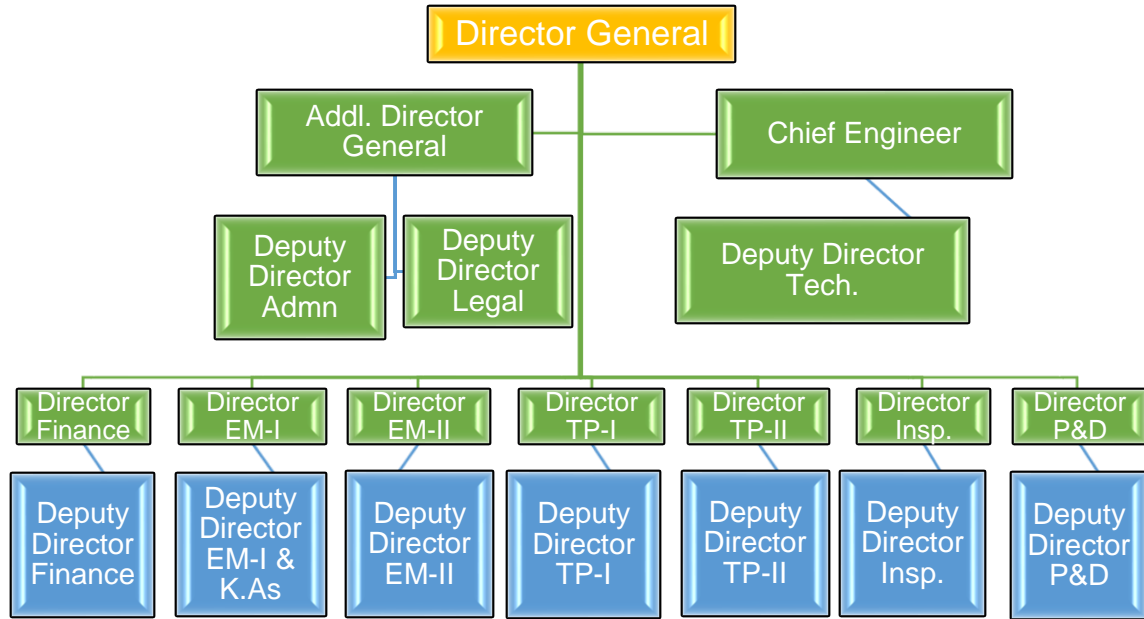 Director General
Addl. Director
General
Chief Engineer
Deputy
Director
Admn
Deputy
Director
Legal
Deputy Director
Tech.
Director
Finance
Director
EM-I
Director
EM-II
Director
TP-I
Director
TP-II
Director
Insp.
Director
P&D
Deputy
Director
Finance
Deputy
Director
EM-I &
K.As
Deputy
Director
EM-II
Deputy
Director
TP-I
Deputy
Director
TP-II
Deputy
Director
Insp.
Deputy
Director
P&D